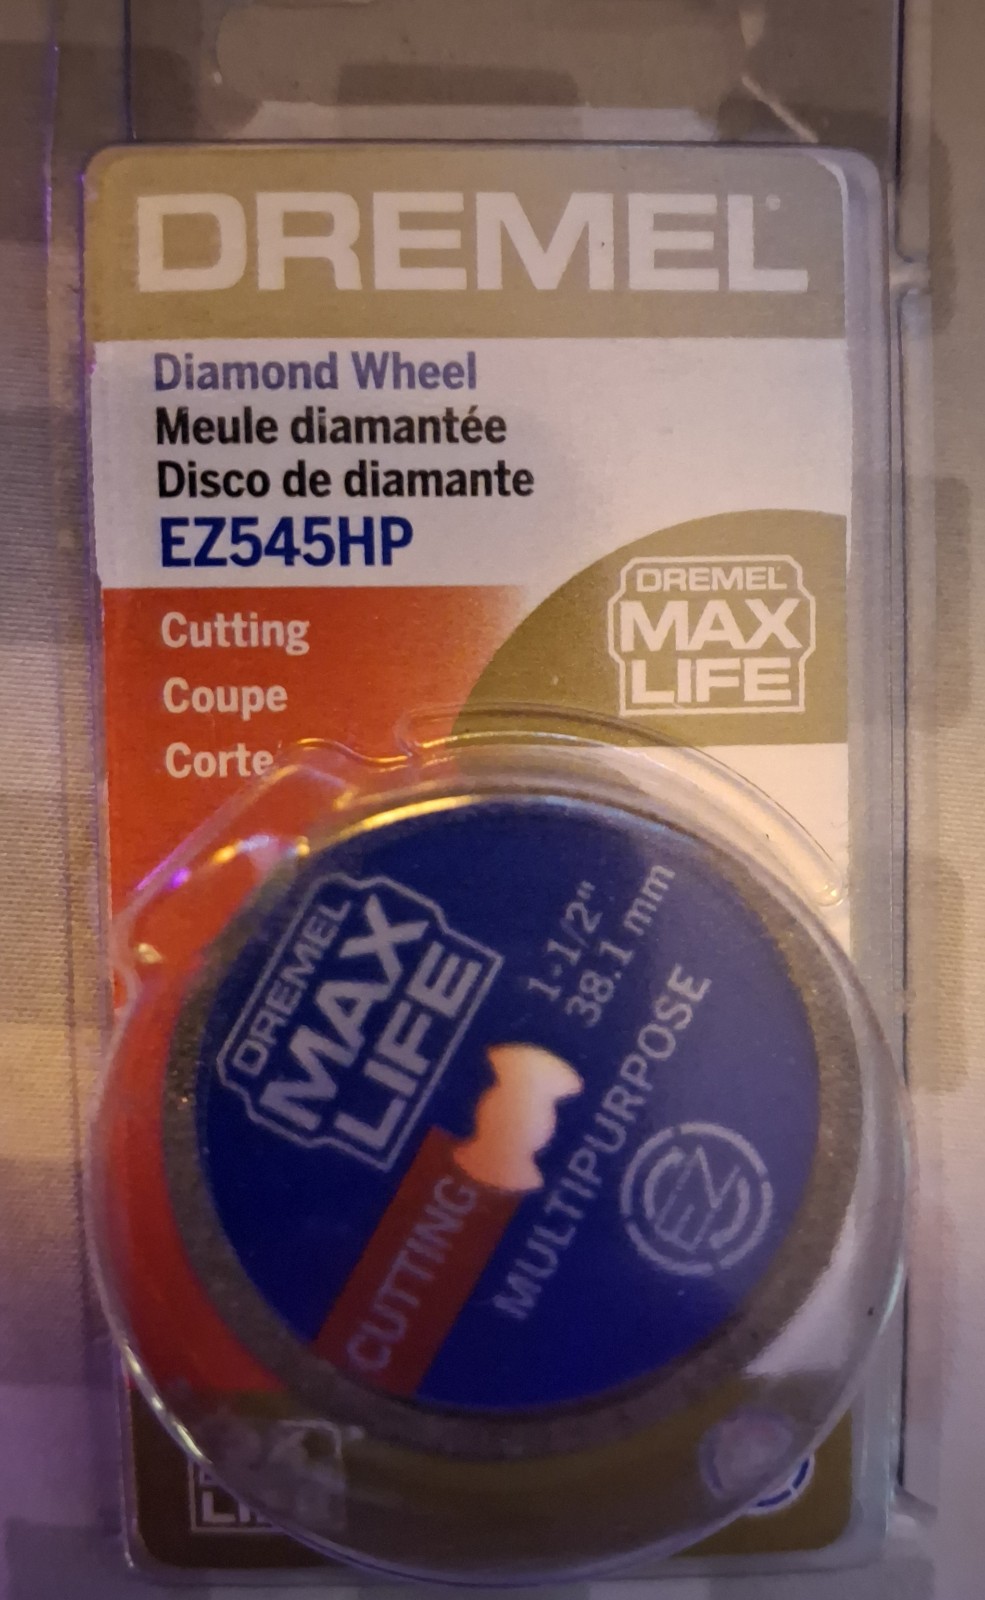 DREMEL
Diamond Wheel
Meule diamantée
Disco de diamante
EZ545HP
Cutting
Coupe
Corte
DREMEL
MAX
LIFE
DREMEL
MAX
LIFE
1-1/2"
38.1 mm
CUTTING
MULTIPURPOSE
EZ